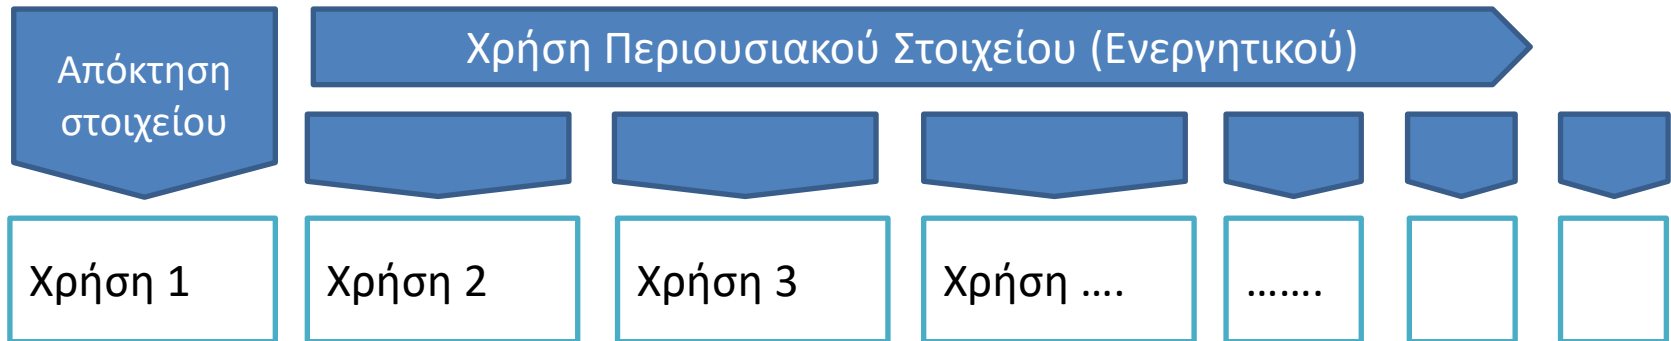 Απόκτηση
στοιχείου
Χρήση Περιουσιακού Στοιχείου (Ενεργητικού)
Χρήση 1
Χρήση 2
Χρήση 3
Χρήση ....
.......